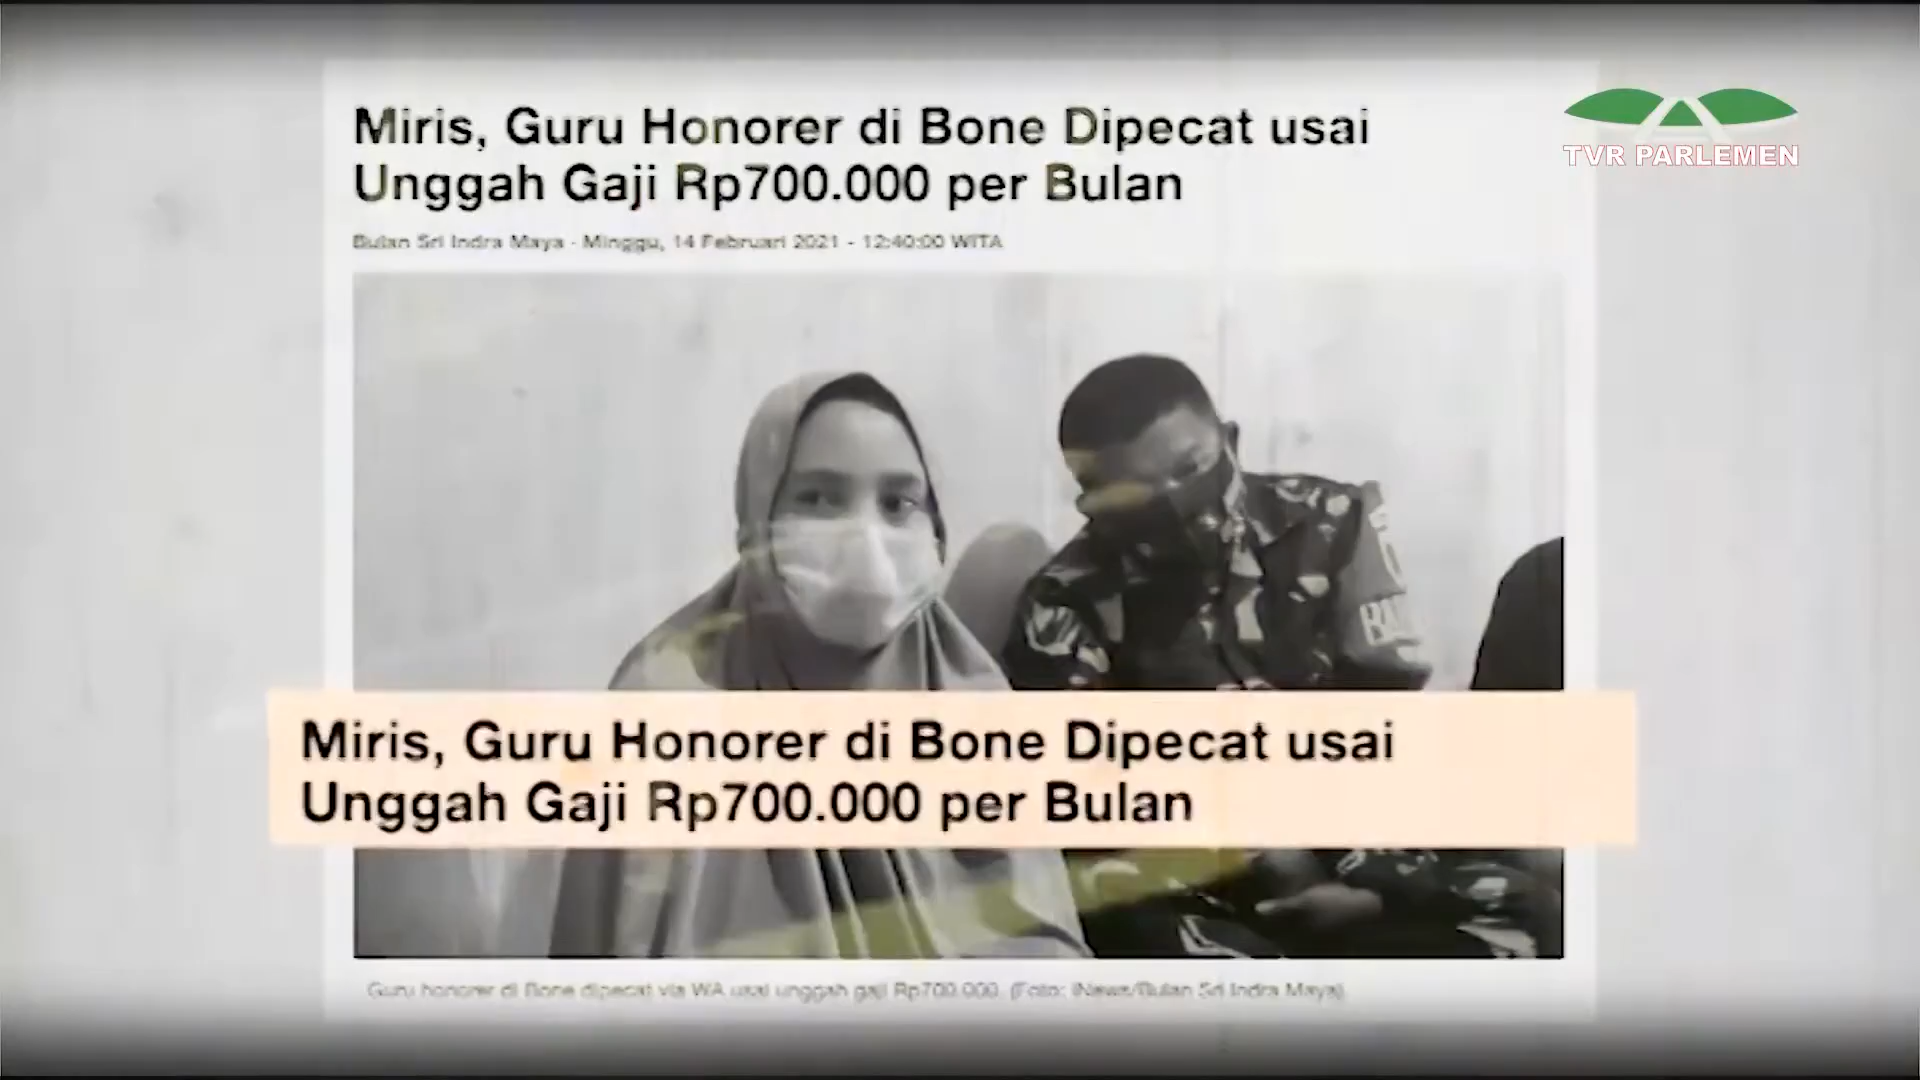 Miris, Guru Honorer di Bone Dipecat usai
Unggah Gaji Rp700.000 per Bulan
TVR PARLEMEN
Bulan Sri Indra Maya - Minggu, 14 Februari 2021 - 12:40:00 WITA
Miris, Guru Honorer di Bone Dipecat usai
Unggah Gaji Rp700.000 per Bulan
Guru honorer di Bone dipecat via WA usai unggah gaji Rp700.000. (Foto: iNews/Bulan Sri Indra Maya)